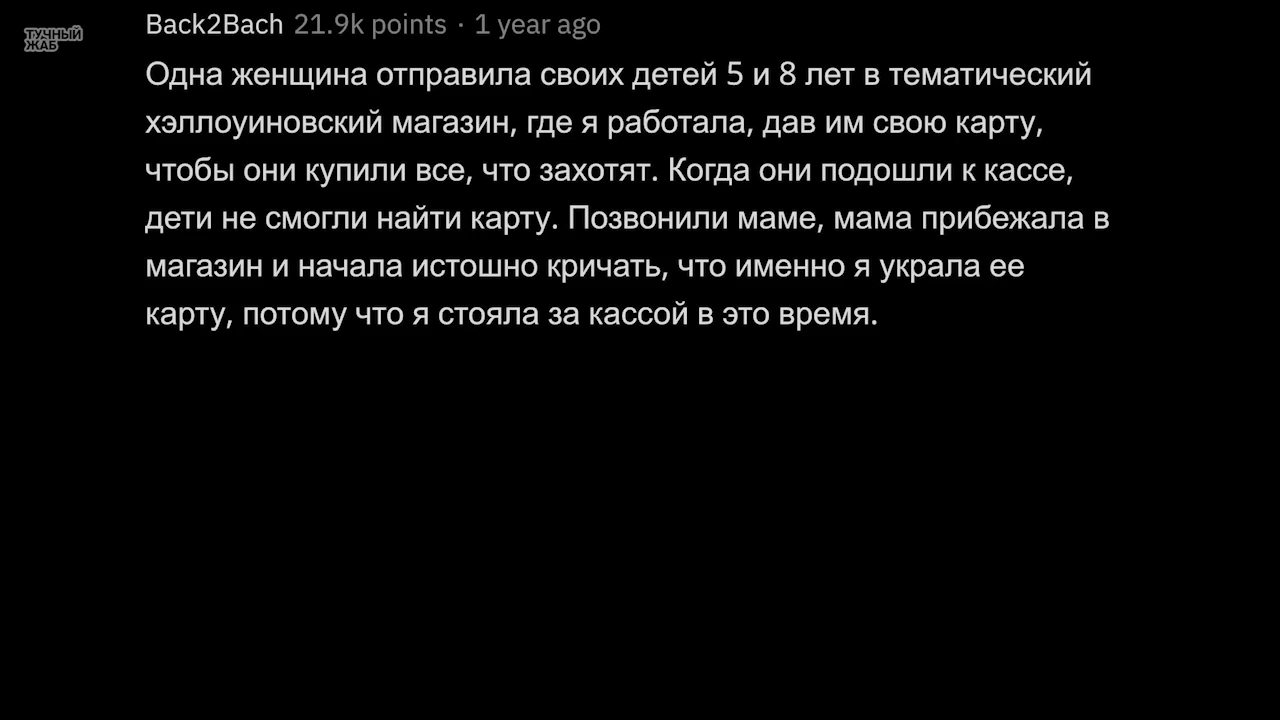 ТУЧНЫЙ
ЖАБ
Back2Bach 21.9k points · 1 year ago
Одна женщина отправила своих детей 5 и 8 лет в тематический
хэллоуиновский магазин, где я работала, дав им свою карту,
чтобы они купили все, что захотят. Когда они подошли к кассе,
дети не смогли найти карту. Позвонили маме, мама прибежала в
магазин и начала истошно кричать, что именно я украла ее
карту, потому что я стояла за кассой в это время.